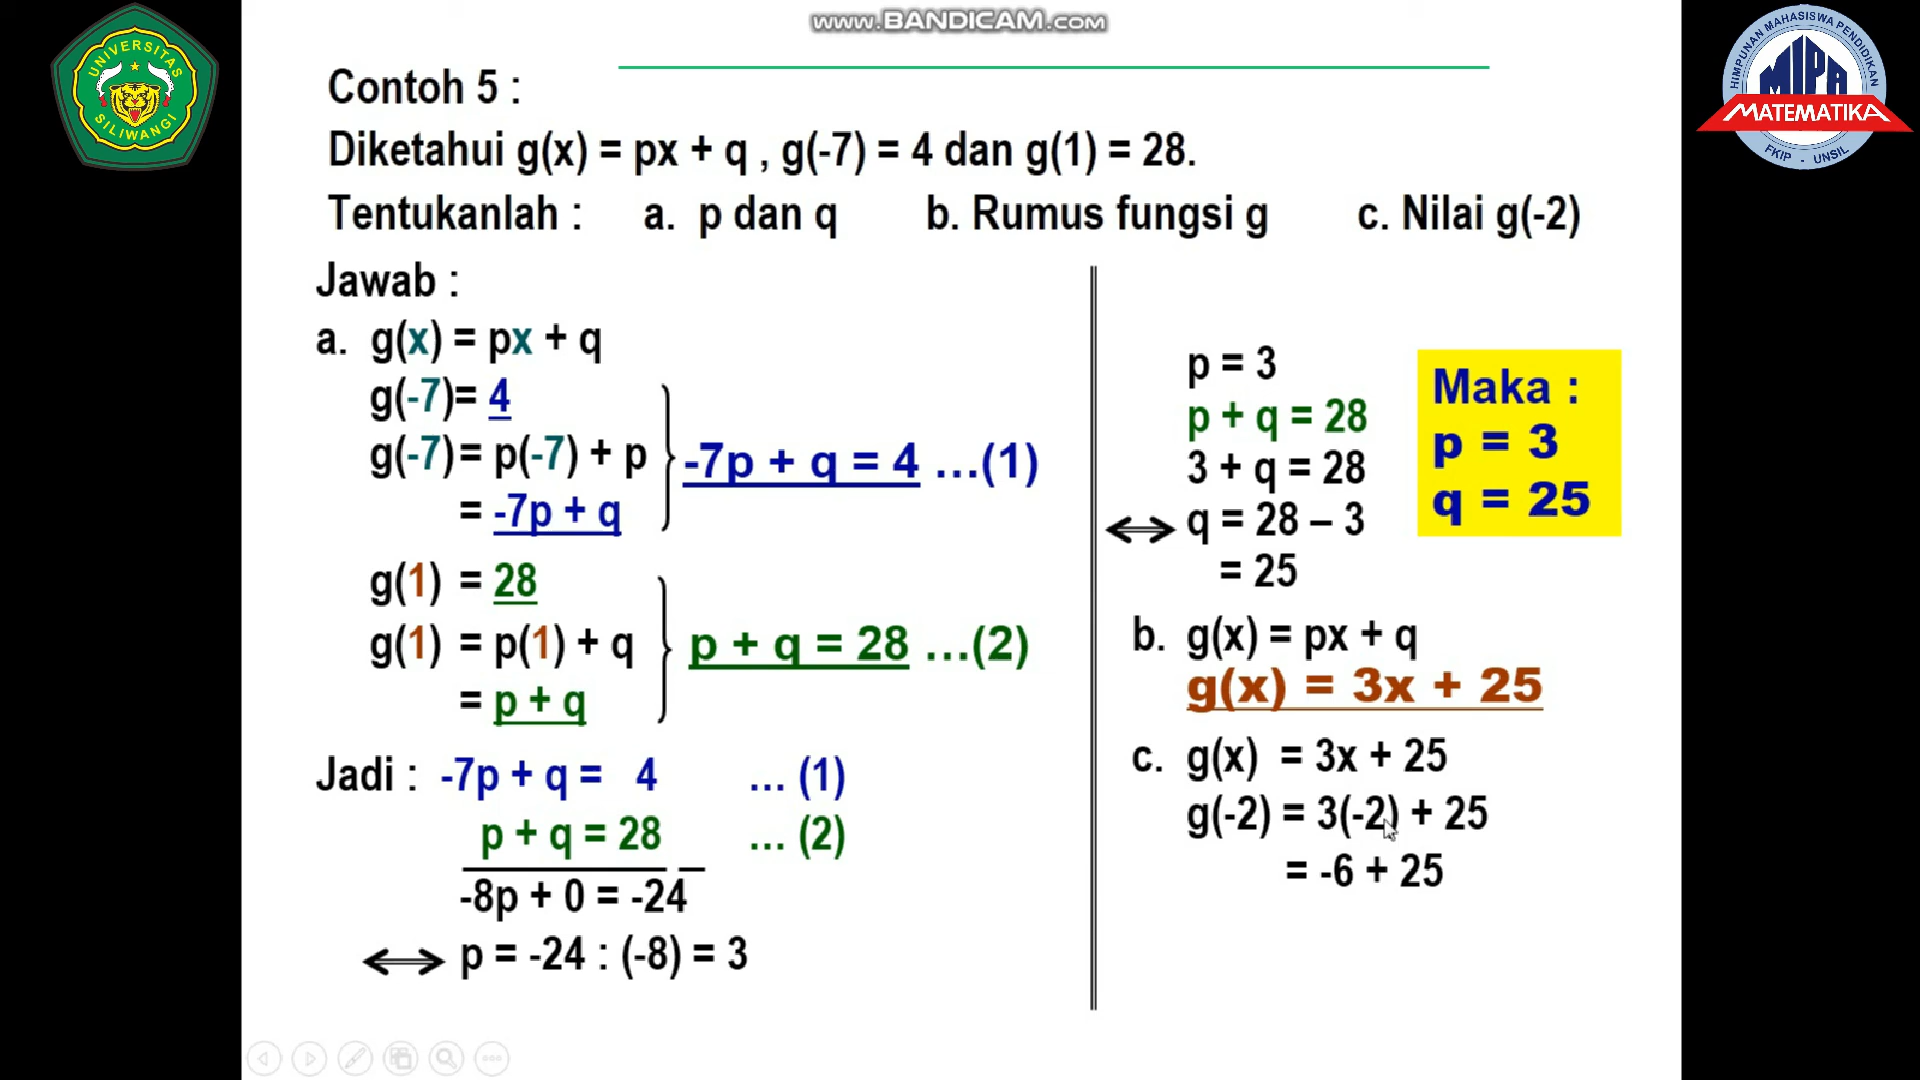 www.BANDICAM.com
UNIVERSITAS
SILIWANGI
HIMPUNAN MAHASISWA PENDIDIKAN
MIPA
MATEMATIKA
FKIP - UNSIL
Contoh 5 :
Diketahui g(x) = px + q , g(-7) = 4 dan g(1) = 28.
Tentukanlah : a. p dan q b. Rumus fungsi g c. Nilai g(-2)
Jawab :
a. g(x) = px + q
g(-7)= 4
g(-7)= p(-7) + p
= -7p + q
-7p + q = 4 ...(1)
g(1) = 28
g(1) = p(1) + q
= p + q
p + q = 28 ...(2)
Jadi : -7p + q = 4 ... (1)
p + q = 28 ... (2)
-8p + 0 = -24
⟷ p = -24 : (-8) = 3
p = 3
p + q = 28
3 + q = 28
⟷ q = 28 – 3
= 25
Maka :
p = 3
q = 25
b. g(x) = px + q
g(x) = 3x + 25
c. g(x) = 3x + 25
g(-2) = 3(-2) + 25
= -6 + 25